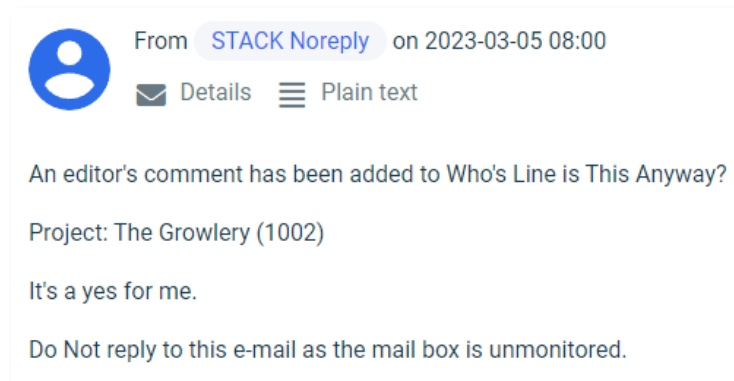 From STACK Noreply on 2023-03-05 08:00
Details Plain text
An editor's comment has been added to Who's Line is This Anyway?
Project: The Growlery (1002)
It's a yes for me.
Do Not reply to this e-mail as the mail box is unmonitored.